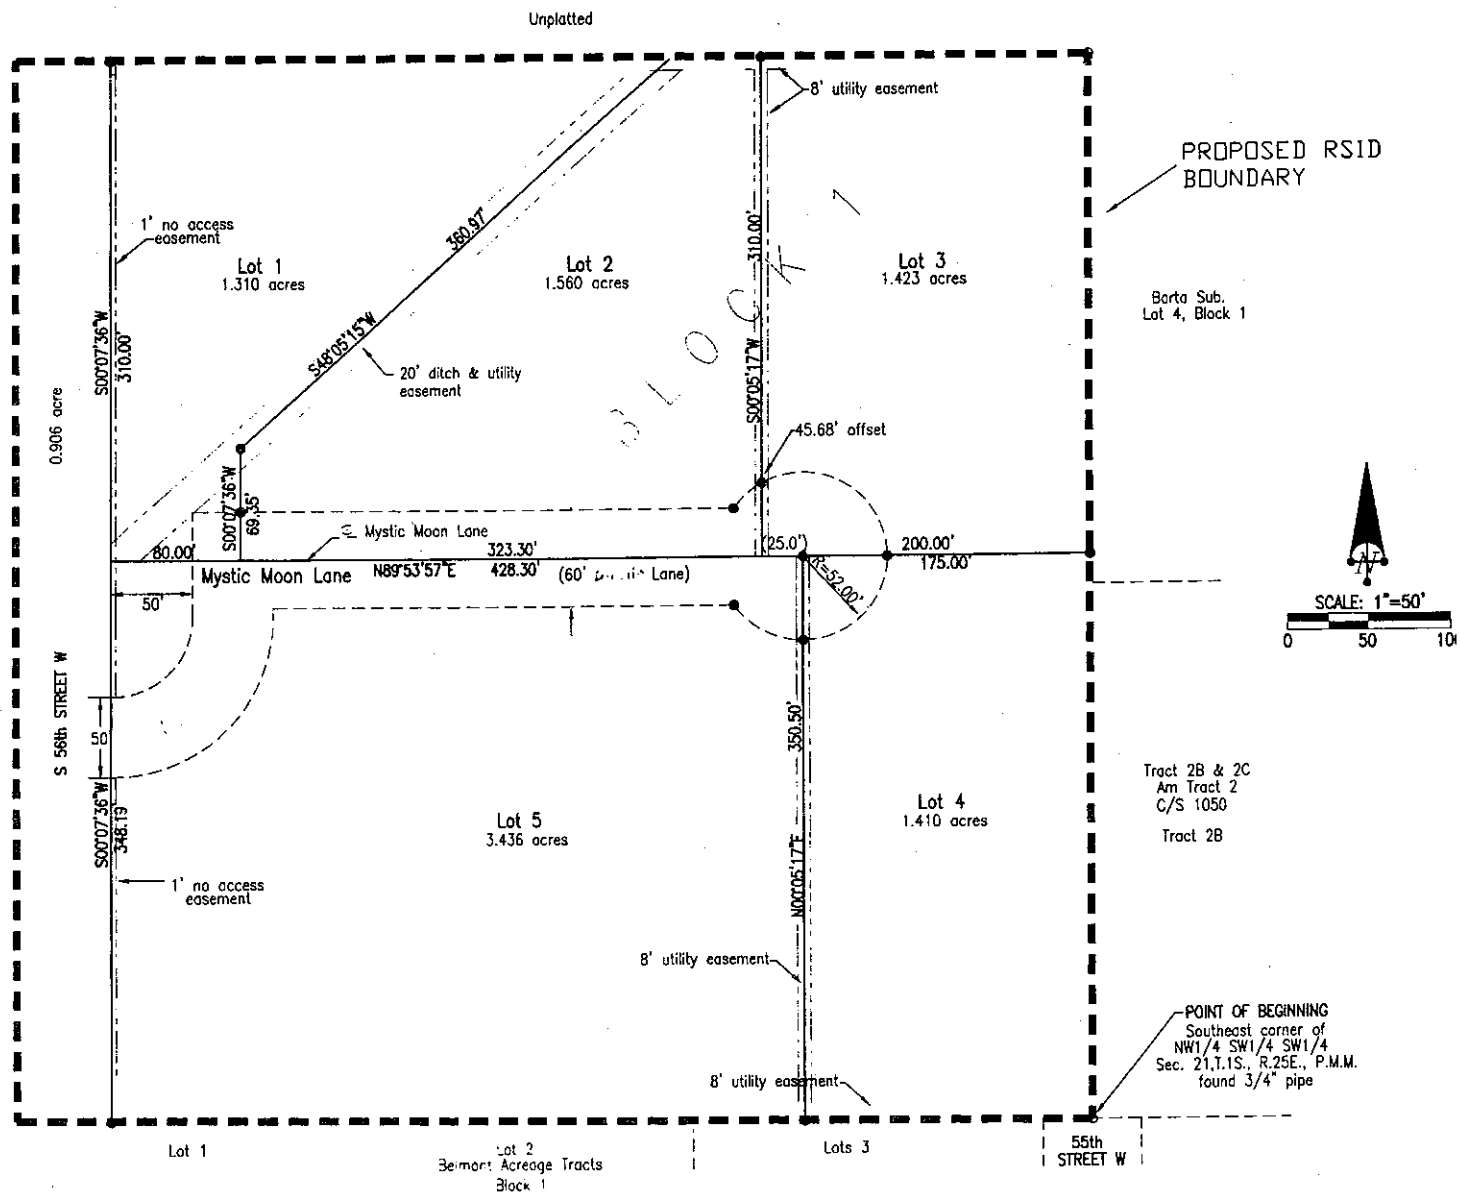 Unplatted
8' utility easement
PROPOSED RSID
BOUNDARY
1' no access
easement
Lot 1
1.310 acres
360.97'
Lot 2
1.560 acres
310.00'
BLOCK 1
Lot 3
1.423 acres
Barta Sub.
Lot 4, Block 1
S00°07'36"W
310.00'
S48°05'15"W
20' ditch & utility
easement
S00°05'17"W
0.906 acre
45.68' offset
S00°07'36"W
69.35'
℄ Mystic Moon Lane
80.00'
323.30'
(25.0')
200.00'
Mystic Moon Lane
N89°53'57"E
428.30'
(60'
Lane)
175.00'
R=52.00'
50'
N
SCALE: 1"=50'
0
50
S 56th STREET W
50'
350.50'
S00°07'36"W
348.19
Lot 5
3.436 acres
Lot 4
1.410 acres
Tract 2B & 2C
Am Tract 2
C/S 1050
Tract 2B
N00°05'17"E
1' no access
easement
8' utility easement
8' utility easement
POINT OF BEGINNING
Southeast corner of
NW1/4 SW1/4 SW1/4
Sec. 21,T.1S., R.25E., P.M.M.
found 3/4" pipe
Lot 1
Lot 2
Belmont Acreage Tracts
Block 1
Lots 3
55th
STREET W